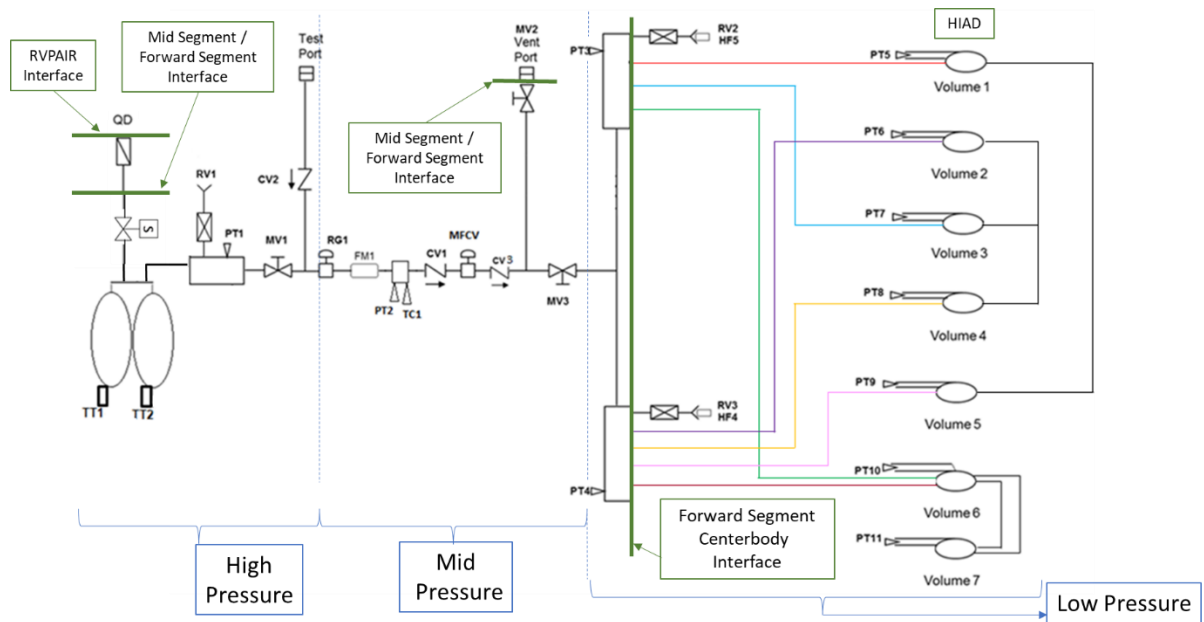 RVPAIR
Interface
Mid Segment /
Forward Segment
Interface
QD
S
RV1
PT1
TT1
TT2
MV1
Test
Port
CV2
RG1
FM1
PT2
TC1
CV1
MFCV
CV3
MV2
Vent
Port
Mid Segment /
Forward Segment
Interface
MV3
PT3
RV2
HF5
RV3
HF4
PT4
Forward Segment
Centerbody
Interface
HIAD
PT5
Volume 1
PT6
Volume 2
PT7
Volume 3
PT8
Volume 4
PT9
Volume 5
PT10
Volume 6
PT11
Volume 7
High
Pressure
Mid
Pressure
Low Pressure